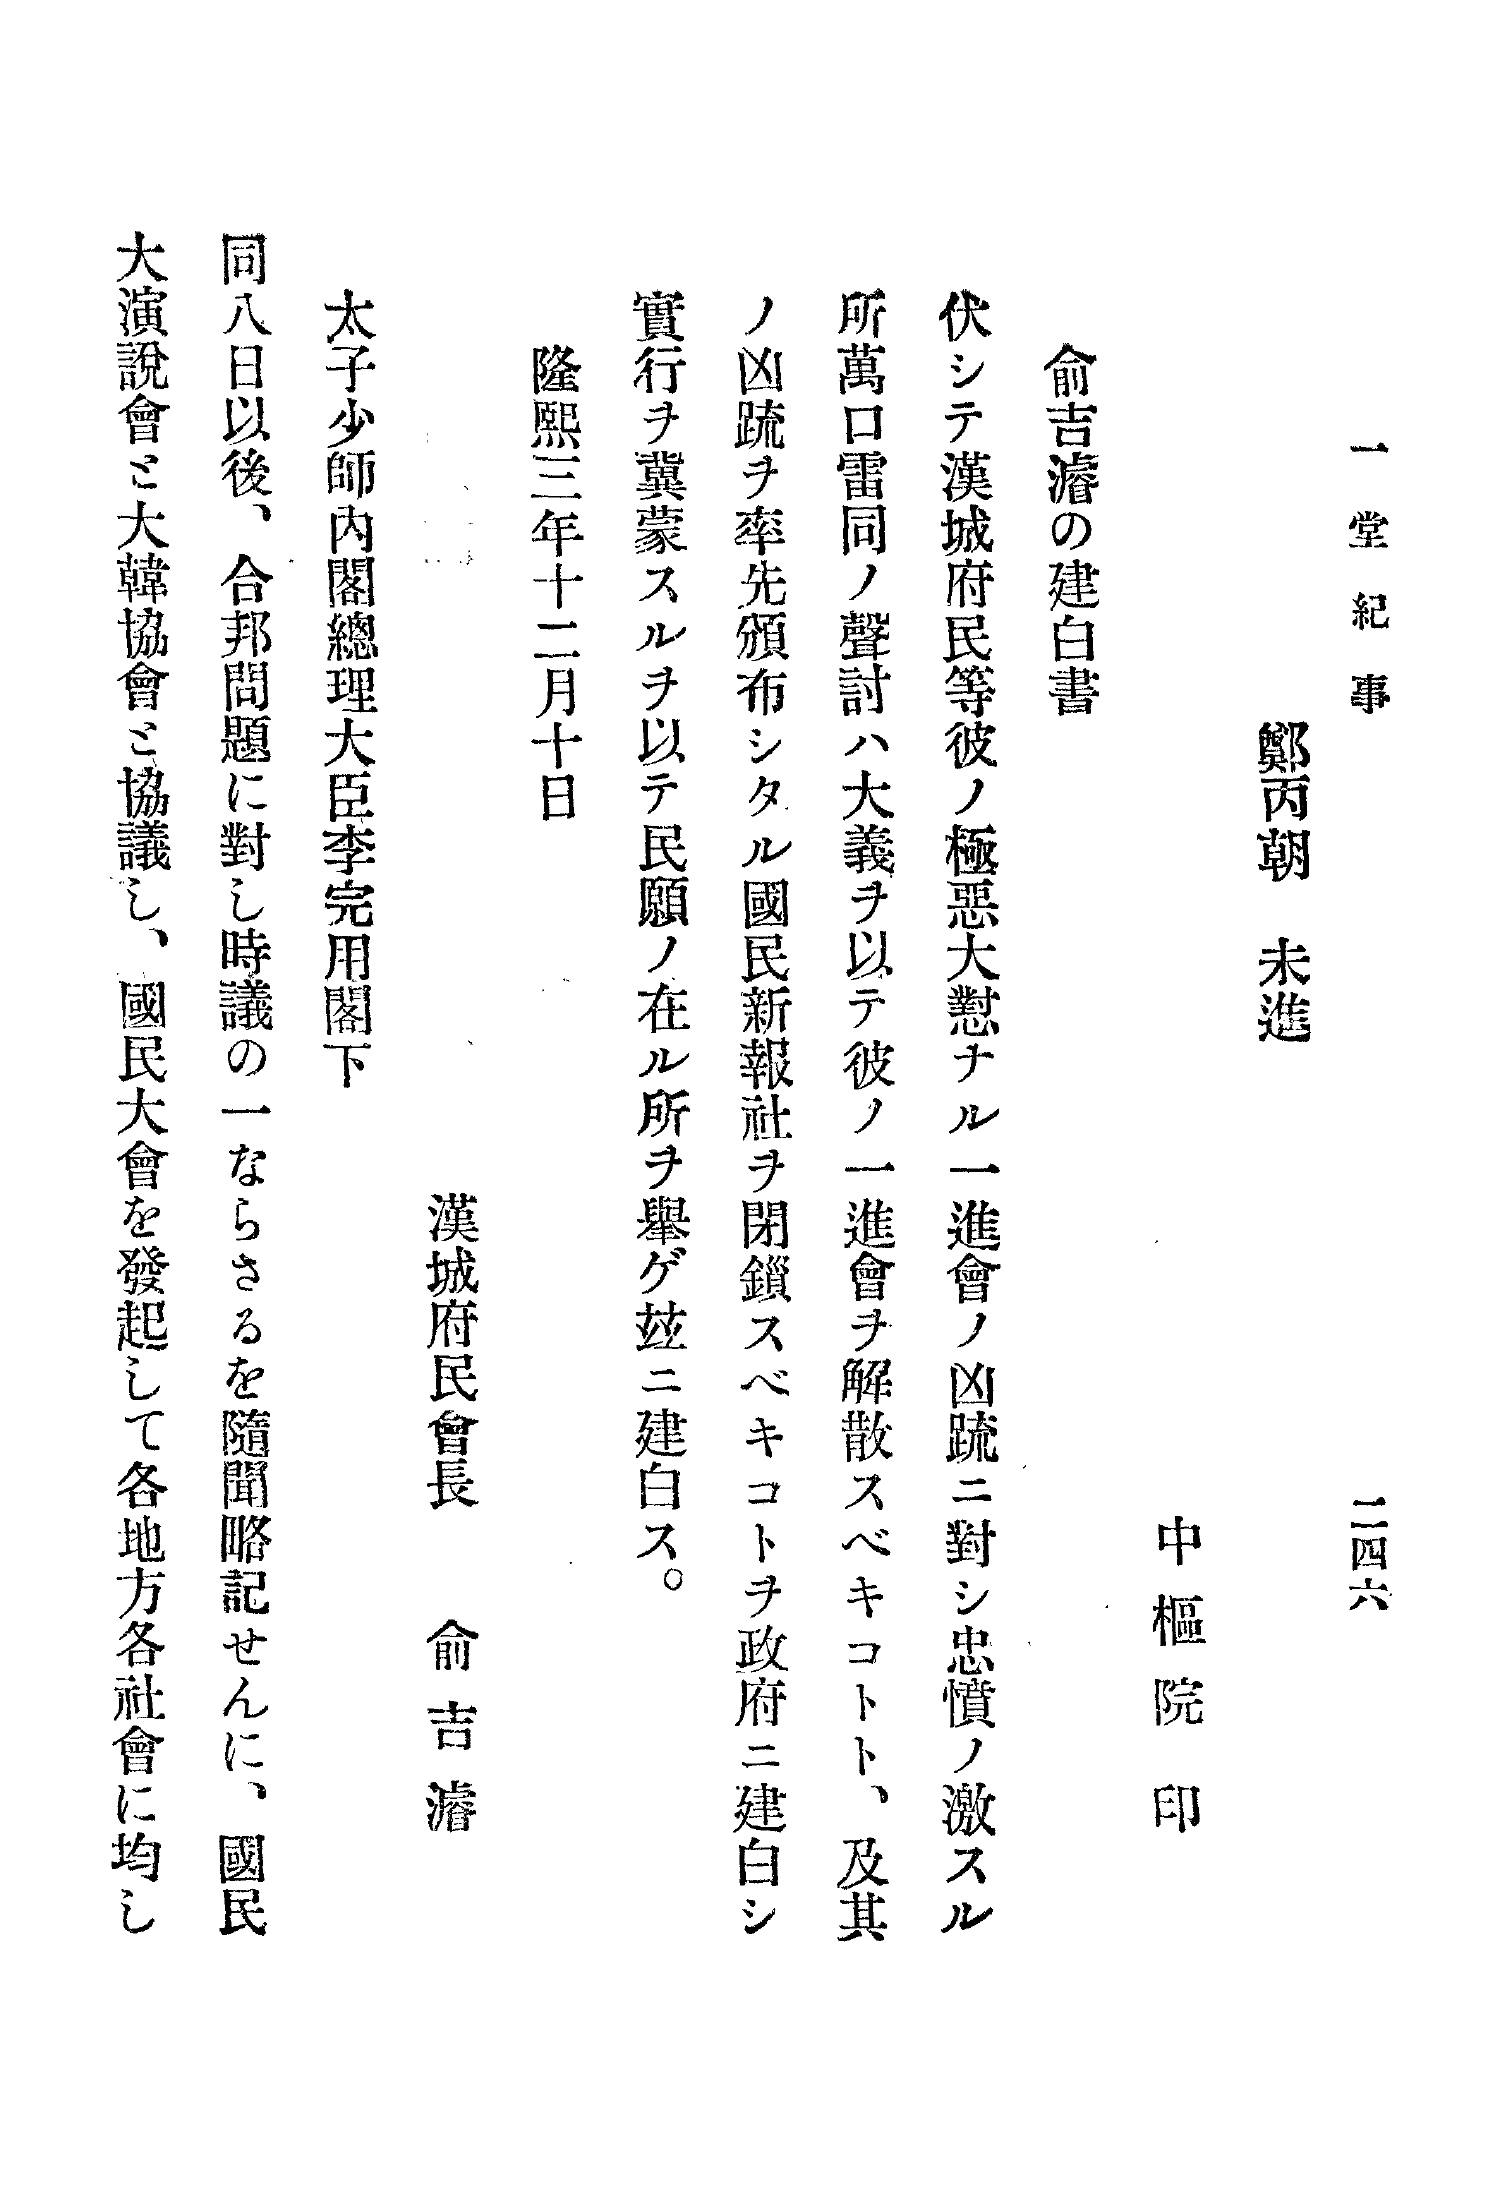 一堂紀事
二四六
鄭丙朝　未進
中樞院印
俞吉濬の建白書
伏シテ漢城府民等彼ノ極惡大憝ナル一進會ノ凶疏ニ對シ忠憤ノ激スル
所萬口雷同ノ聲討ハ大義ヲ以テ彼ノ一進會ヲ解散スベキコトト、及其
ノ凶疏ヲ率先頒布シタル國民新報社ヲ閉鎖スベキコトヲ政府ニ建白シ
實行ヲ冀蒙スルヲ以テ民願ノ在ル所ヲ舉ゲ玆ニ建白ス。
隆熙三年十二月十日
漢城府民會長　俞吉濬
太子少師內閣總理大臣李完用閣下
同八日以後、合邦問題に對し時議の一ならさるを隨聞略記せんに、國民
大演說會と大韓協會と協議し、國民大會を發起して各地方各社會に均し